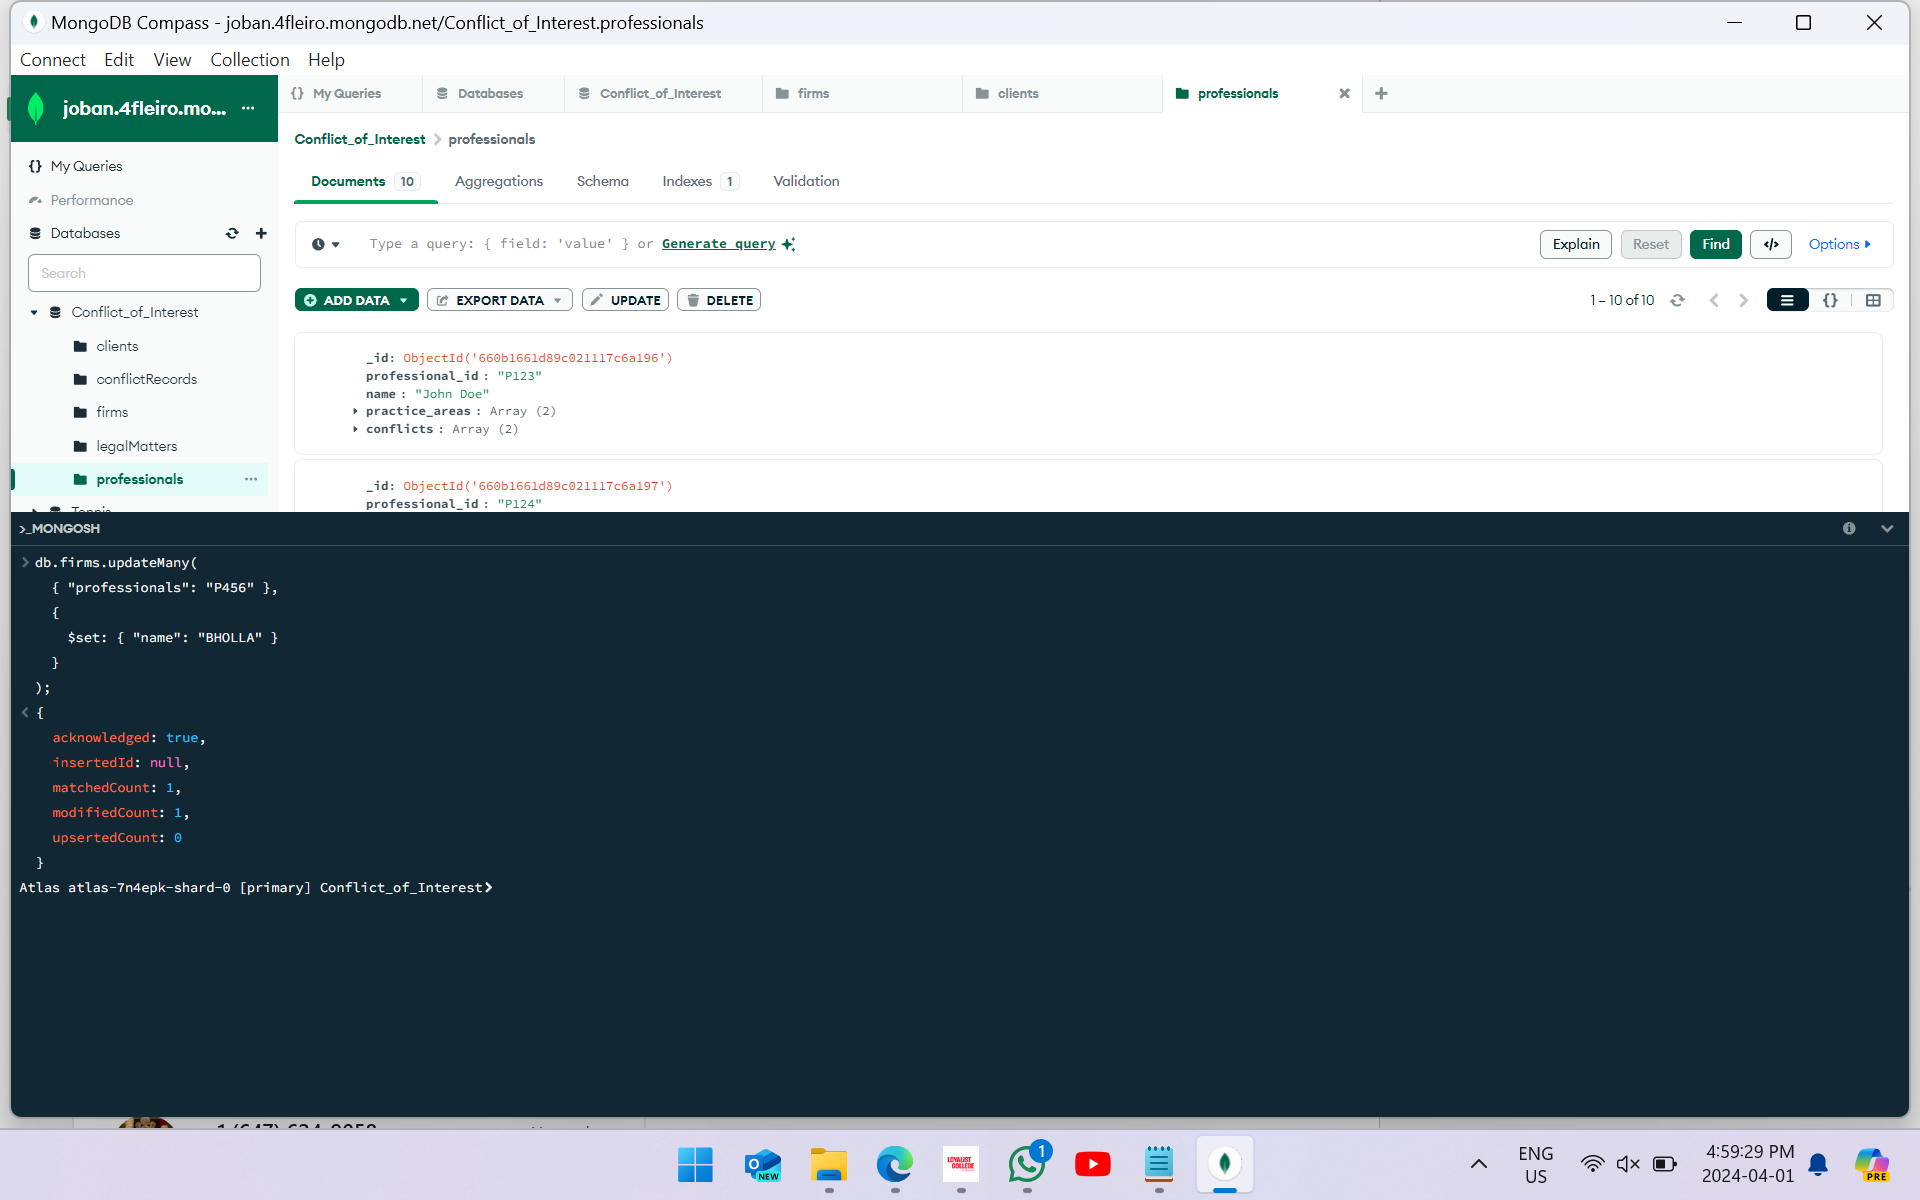 MongoDB Compass - joban.4fleiro.mongodb.net/Conflict_of_Interest.professionals
Connect Edit View Collection Help
joban.4fleiro.mo... ...
{} My Queries
Databases
Conflict_of_Interest
firms
clients
professionals
My Queries
Performance
Databases
Search
Conflict_of_Interest
clients
conflictRecords
firms
legalMatters
professionals ...
Conflict_of_Interest > professionals
Documents 10 Aggregations Schema Indexes 1 Validation
Type a query: { field: 'value' } or Generate query
Explain Reset Find </> Options
ADD DATA EXPORT DATA UPDATE DELETE
1 – 10 of 10 {}
_id: ObjectId('660b1661d89c021117c6a196')
professional_id : "P123"
name : "John Doe"
practice_areas : Array (2)
conflicts : Array (2)
_id: ObjectId('660b1661d89c021117c6a197')
professional_id : "P124"
>_MONGOSH
> db.firms.updateMany(
{ "professionals": "P456" },
{
$set: { "name": "BHOLLA" }
}
);
< {
acknowledged: true,
insertedId: null,
matchedCount: 1,
modifiedCount: 1,
upsertedCount: 0
}
Atlas atlas-7n4epk-shard-0 [primary] Conflict_of_Interest>
NEW
LOYALIST
COLLEGE
1
ENG
US
4:59:29 PM
2024-04-01
PRE